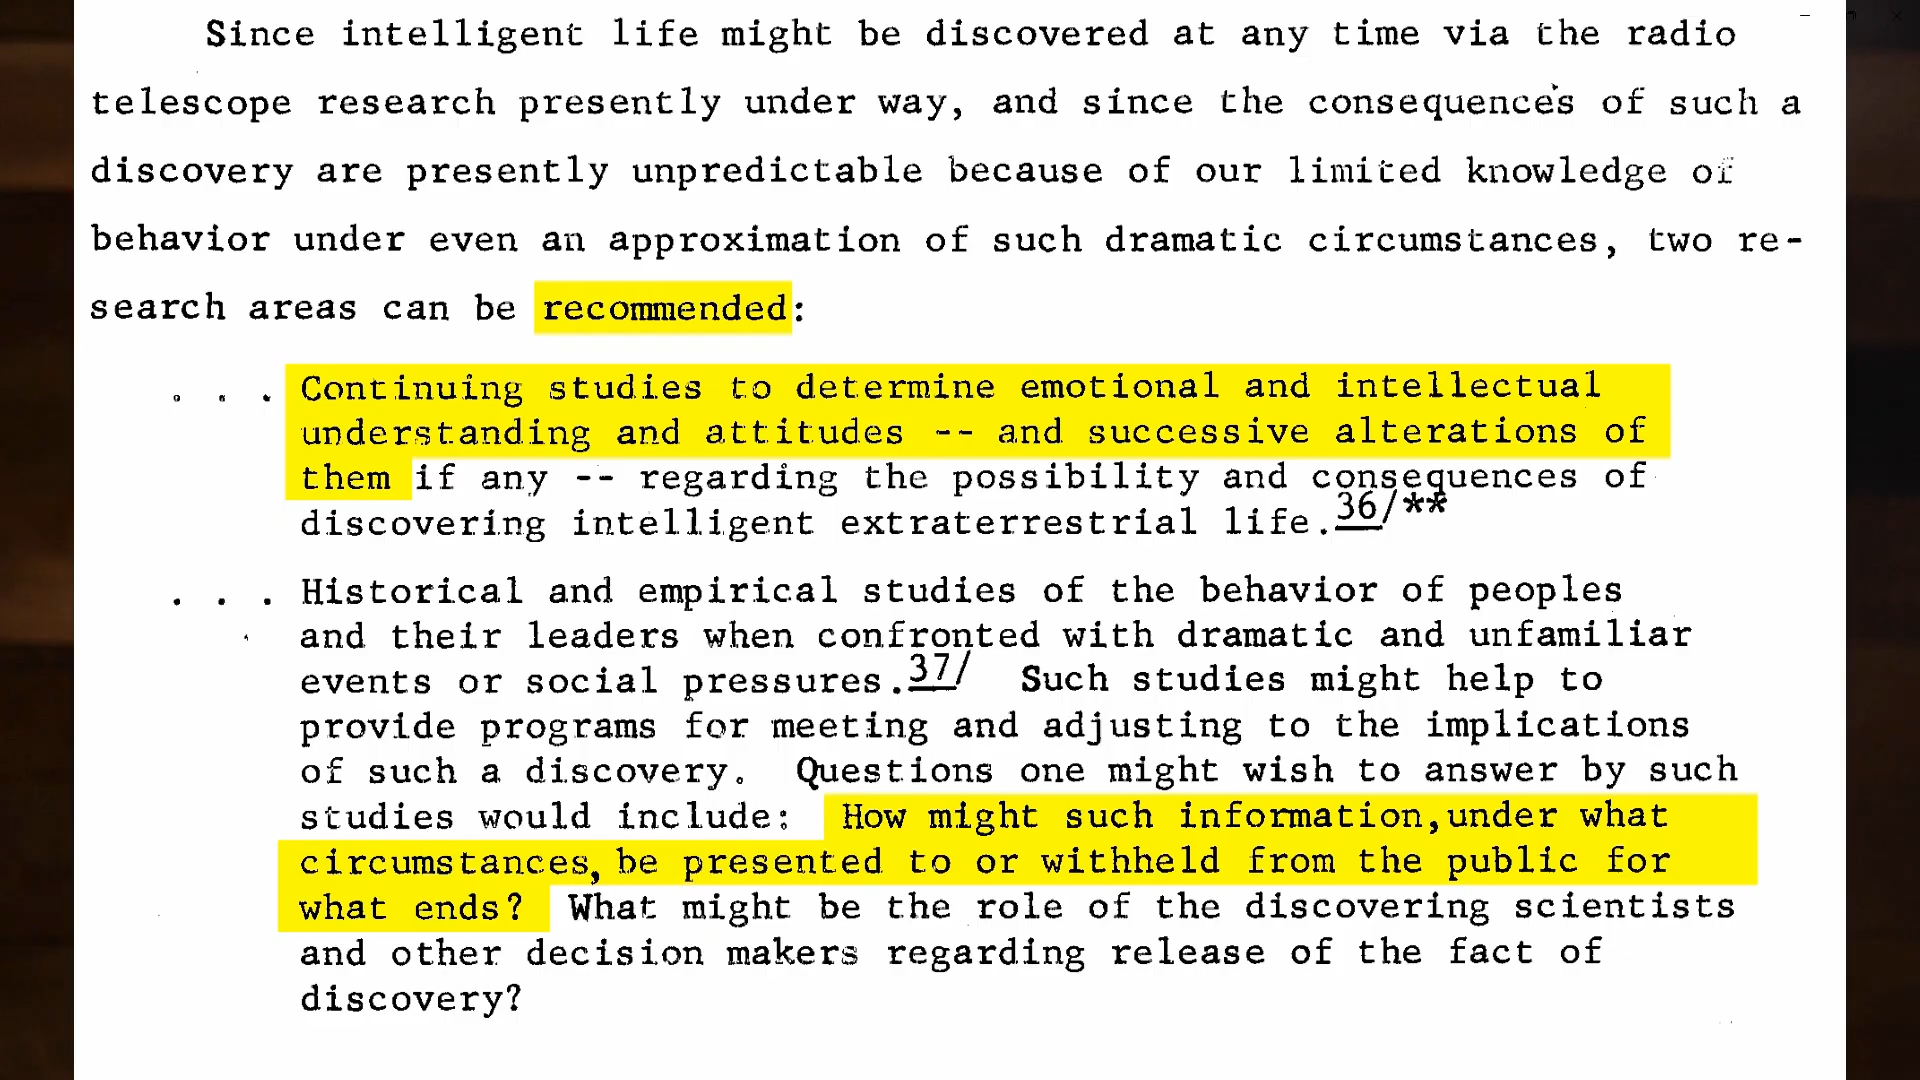 Since intelligent life might be discovered at any time via the radio
telescope research presently under way, and since the consequences of such a
discovery are presently unpredictable because of our limited knowledge of
behavior under even an approximation of such dramatic circumstances, two re-
search areas can be recommended:
. . . Continuing studies to determine emotional and intellectual
understanding and attitudes -- and successive alterations of
them if any -- regarding the possibility and consequences of
discovering intelligent extraterrestrial life.36/**
. . . Historical and empirical studies of the behavior of peoples
and their leaders when confronted with dramatic and unfamiliar
events or social pressures.37/ Such studies might help to
provide programs for meeting and adjusting to the implications
of such a discovery. Questions one might wish to answer by such
studies would include: How might such information,under what
circumstances, be presented to or withheld from the public for
what ends? What might be the role of the discovering scientists
and other decision makers regarding release of the fact of
discovery?